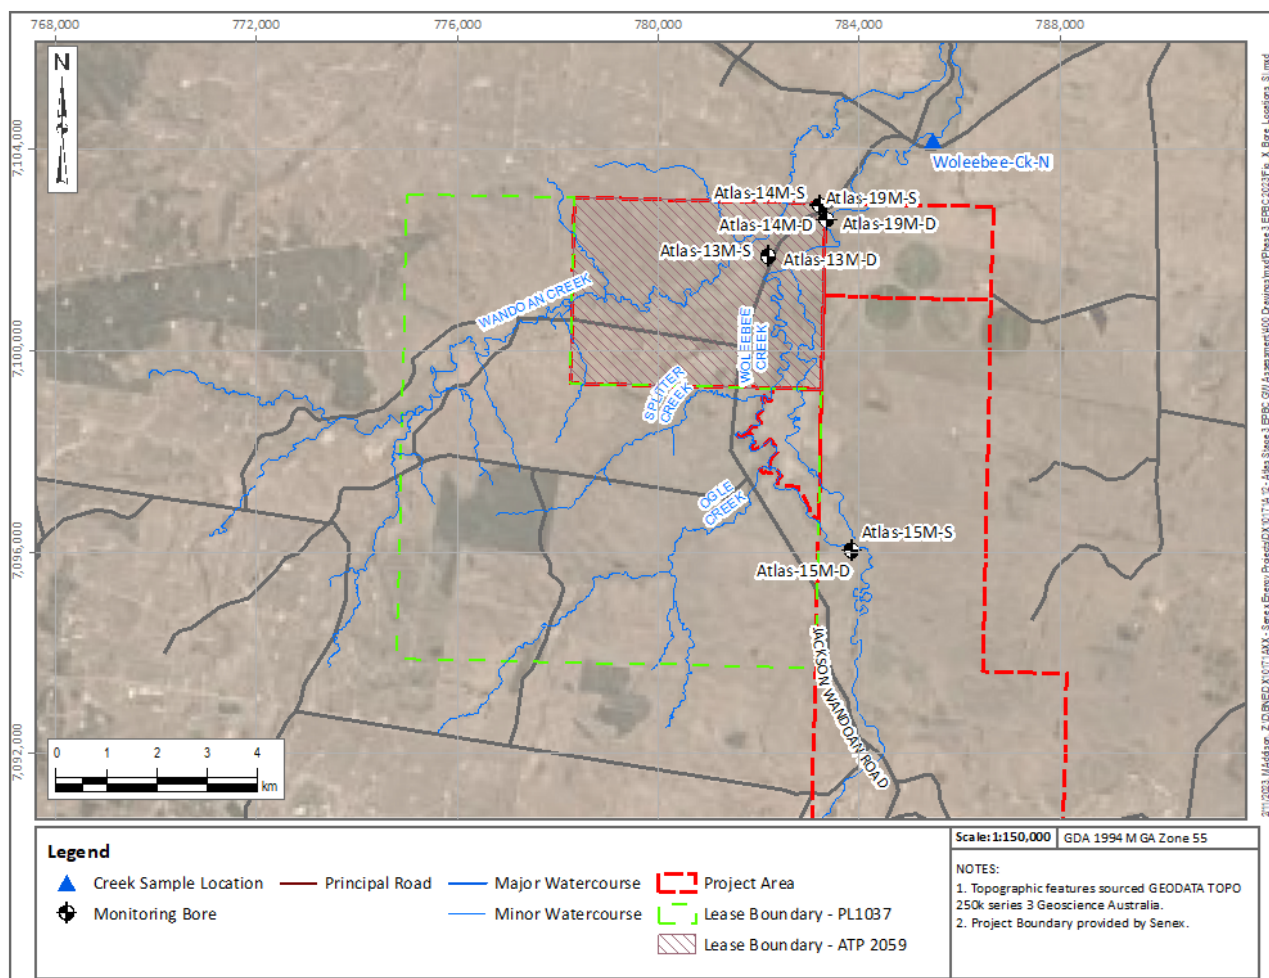 768,000
772,000
776,000
780,000
784,000
788,000
N
7,104,000
7,100,000
7,096,000
7,092,000
Woleebee-Ck-N
Atlas-14M-S
Atlas-19M-S
Atlas-14M-D
Atlas-19M-D
Atlas-13M-S
Atlas-13M-D
WANDOAN CREEK
WOLEEBEE
CREEK
SPLITTER
CREEK
OGLE
CREEK
Atlas-15M-S
Atlas-15M-D
JACKSON WANDOAN ROAD
0 1 2 3 4
km
Legend
Creek Sample Location
Monitoring Bore
Principal Road
Major Watercourse
Minor Watercourse
Project Area
Lease Boundary - PL1037
Lease Boundary - ATP 2059
Scale: 1:150,000 GDA 1994 MGA Zone 55
NOTES:
1. Topographic features sourced GEODATA TOPO
250k series 3 Geoscience Australia.
2. Project Boundary provided by Senex.